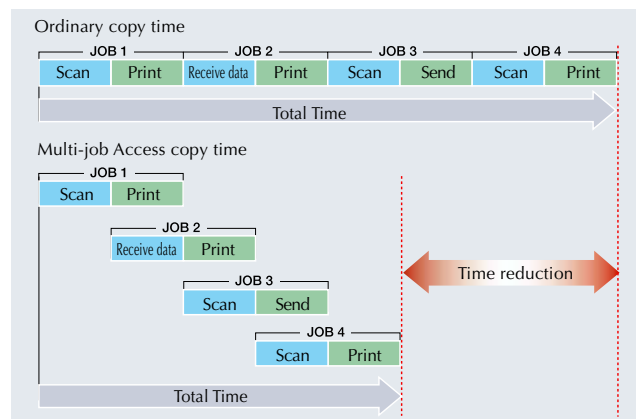 Ordinary copy time
JOB 1 JOB 2 JOB 3 JOB 4
Scan Print Receive data Print Scan Send Scan Print
Total Time
Multi-job Access copy time
JOB 1
Scan Print
JOB 2
Receive data Print
Time reduction
JOB 3
Scan Send
JOB 4
Scan Print
Total Time